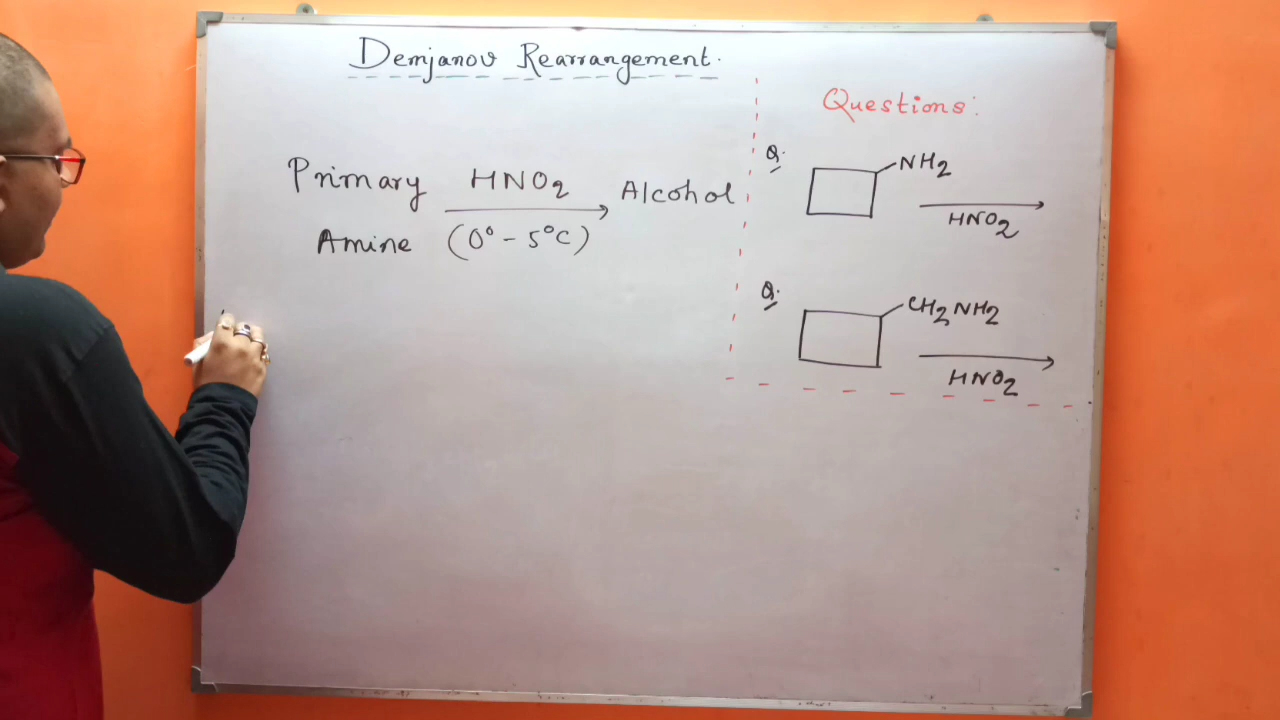 Demjanov Rearrangement.
Primary HNO2 Alcohol
Amine (0° - 5°C)
Questions:
Q. NH2
HNO2
Q. CH2NH2
HNO2